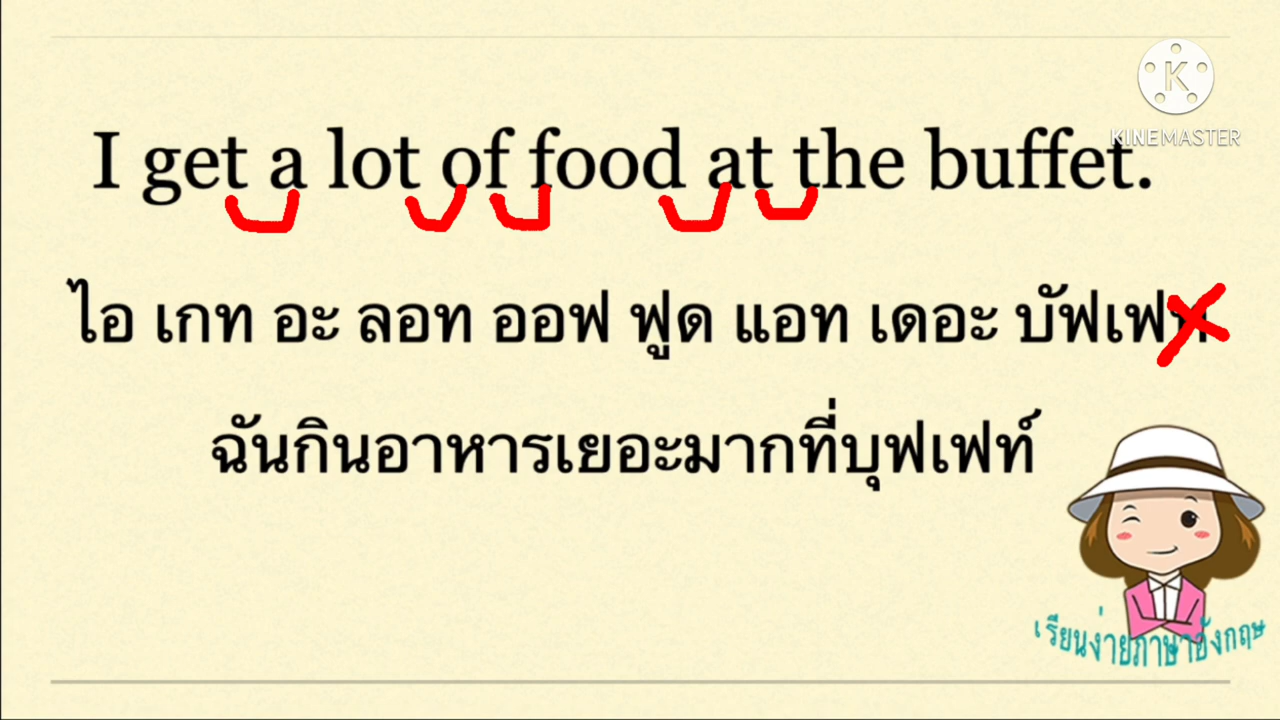 I get a lot of food at the buffet.
KINEMASTER
ไอ เกท อะ ลอท ออฟ ฟูด แอท เดอะ บัฟเฟท
ฉันกินอาหารเยอะมากที่บุฟเฟท์
เรียนง่ายภาษาอังกฤษ